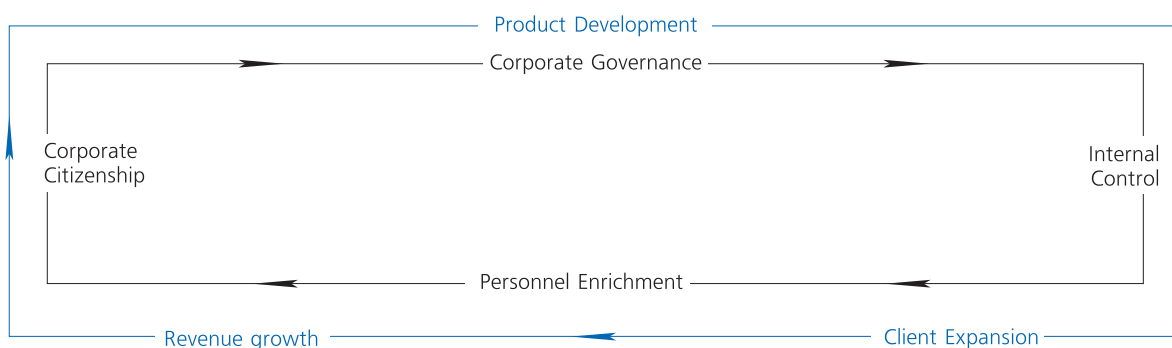 Product Development
Corporate Governance
Corporate
Citizenship
Internal
Control
Personnel Enrichment
Revenue growth
Client Expansion